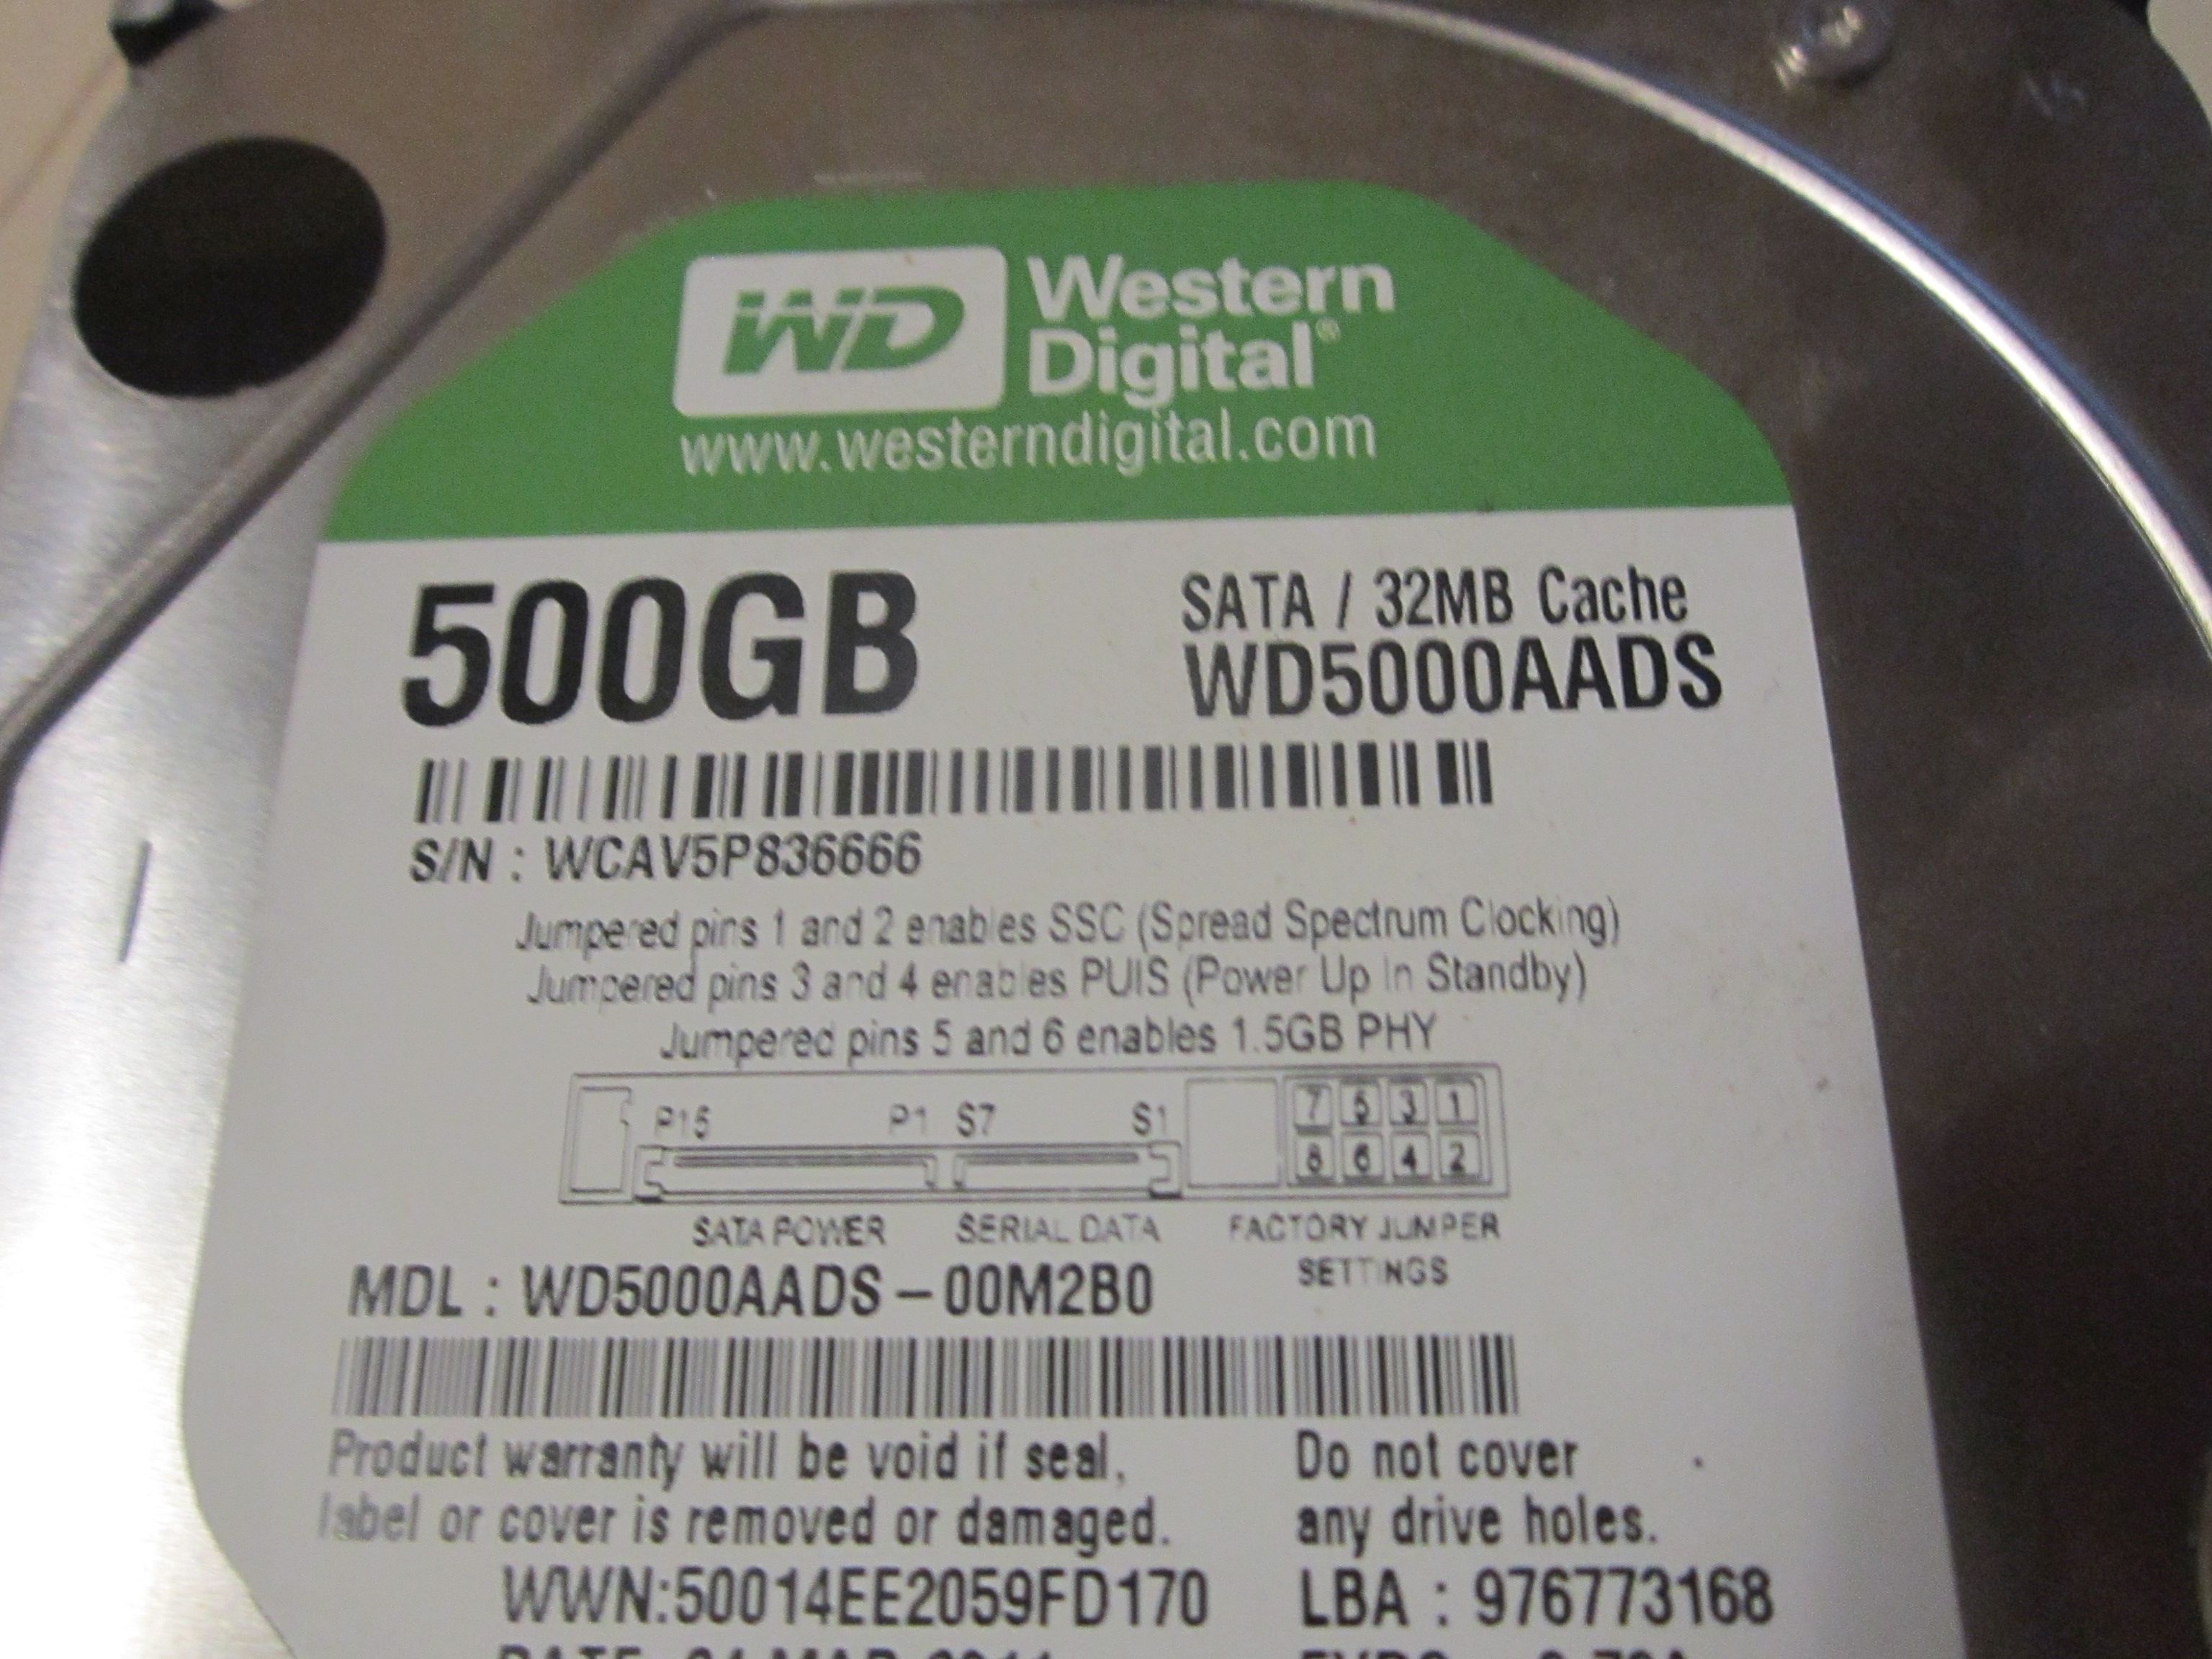 WD Western
Digital®
www.westerndigital.com
500GB
SATA / 32MB Cache
WD5000AADS
S/N : WCAV5P836666
Jumpered pins 1 and 2 enables SSC (Spread Spectrum Clocking)
Jumpered pins 3 and 4 enables PUIS (Power Up In Standby)
Jumpered pins 5 and 6 enables 1.5GB PHY
P15 P1 S7 S1
7 5 3 1
8 6 4 2
SATA POWER SERIAL DATA FACTORY JUMPER
SETTINGS
MDL : WD5000AADS – 00M2B0
Product warranty will be void if seal,
label or cover is removed or damaged.
Do not cover
any drive holes.
WWN:50014EE2059FD170
LBA : 976773168